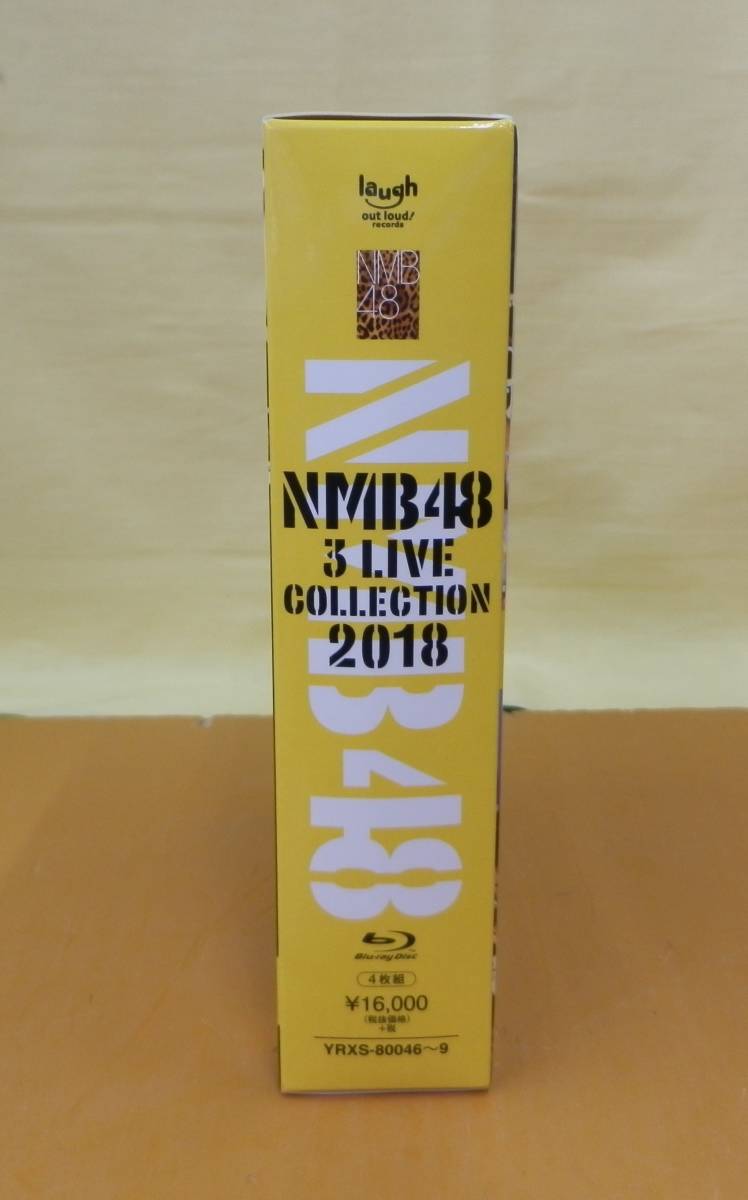 laugh
out loud!
records
NMB
48
NMB48
NMB48
3 LIVE
COLLECTION
2018
Blu-ray Disc
4枚組
¥16,000
(税抜価格)
+税
YRXS-80046〜9